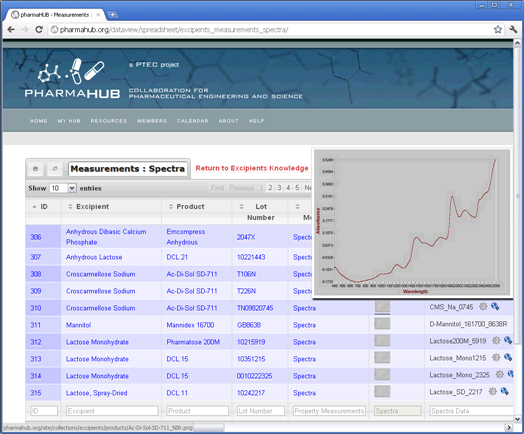 pharmaHUB - Measurements :
pharmahub.org/dataview/spreadsheet/excipients_measurements_spectra/
a PTEC project
PHARMAHUB
COLLABORATION FOR
PHARMACEUTICAL ENGINEERING AND SCIENCE
HOME MY HUB RESOURCES MEMBERS CALENDAR ABOUT HELP
Measurements : Spectra Return to Excipients Knowledge
Show 10 entries First Previous 1 2 3 4 5
ID Excipient Product Lot Number
306 Anhydrous Dibasic Calcium Phosphate Emcompress Anhydrous 2047X Spectra
307 Anhydrous Lactose DCL 21 10221443 Spectra
308 Croscarmellose Sodium Ac-Di-Sol SD-711 T106N Spectra
309 Croscarmellose Sodium Ac-Di-Sol SD-711 T226N Spectra
310 Croscarmellose Sodium Ac-Di-Sol SD-711 TN09820745 Spectra CMS_Na_0745
311 Mannitol Mannidex 16700 GB8638 Spectra D-Mannitol_161700_8638R
312 Lactose Monohydrate Pharmatose 200M 10215919 Spectra Lactose200M_5919
313 Lactose Monohydrate DCL 15 10351215 Spectra Lactose_Mono1215
314 Lactose Monohydrate DCL 15 0010222325 Spectra Lactose_Mono_2325
315 Lactose, Spray-Dried DCL 11 10242217 Spectra Lactose_SD_2217
ID Excipient Product Lot Number Property Measurements Spectra Spectra Data
Absorbance
Wavelength
pharmahub.org/site/collections/excipients/products/Ac-Di-Sol-SD-711_NIR.png